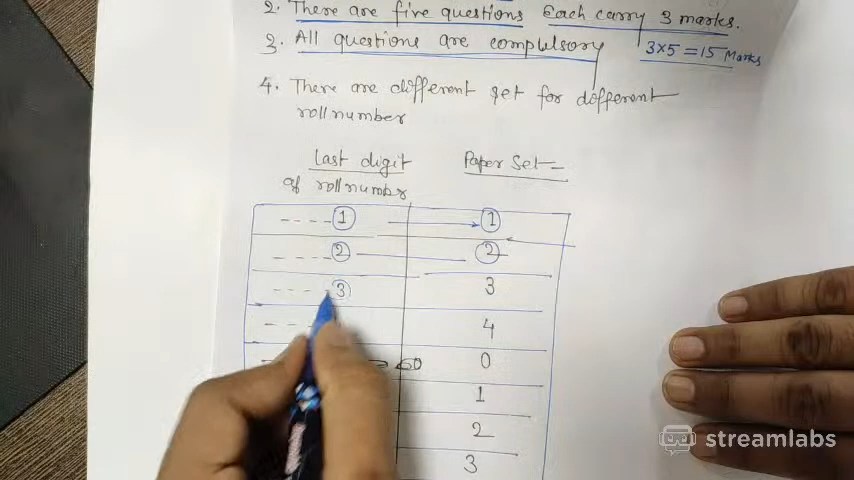 2. There are five questions Each carry 3 marks.
3. All questions are compulsory 3×5=15 Marks
4. There are different set for different
roll number
last digit Paper Set=
of roll number
----1 1
----2 2
----3 3
--- 4
0
1
2
3
streamlabs